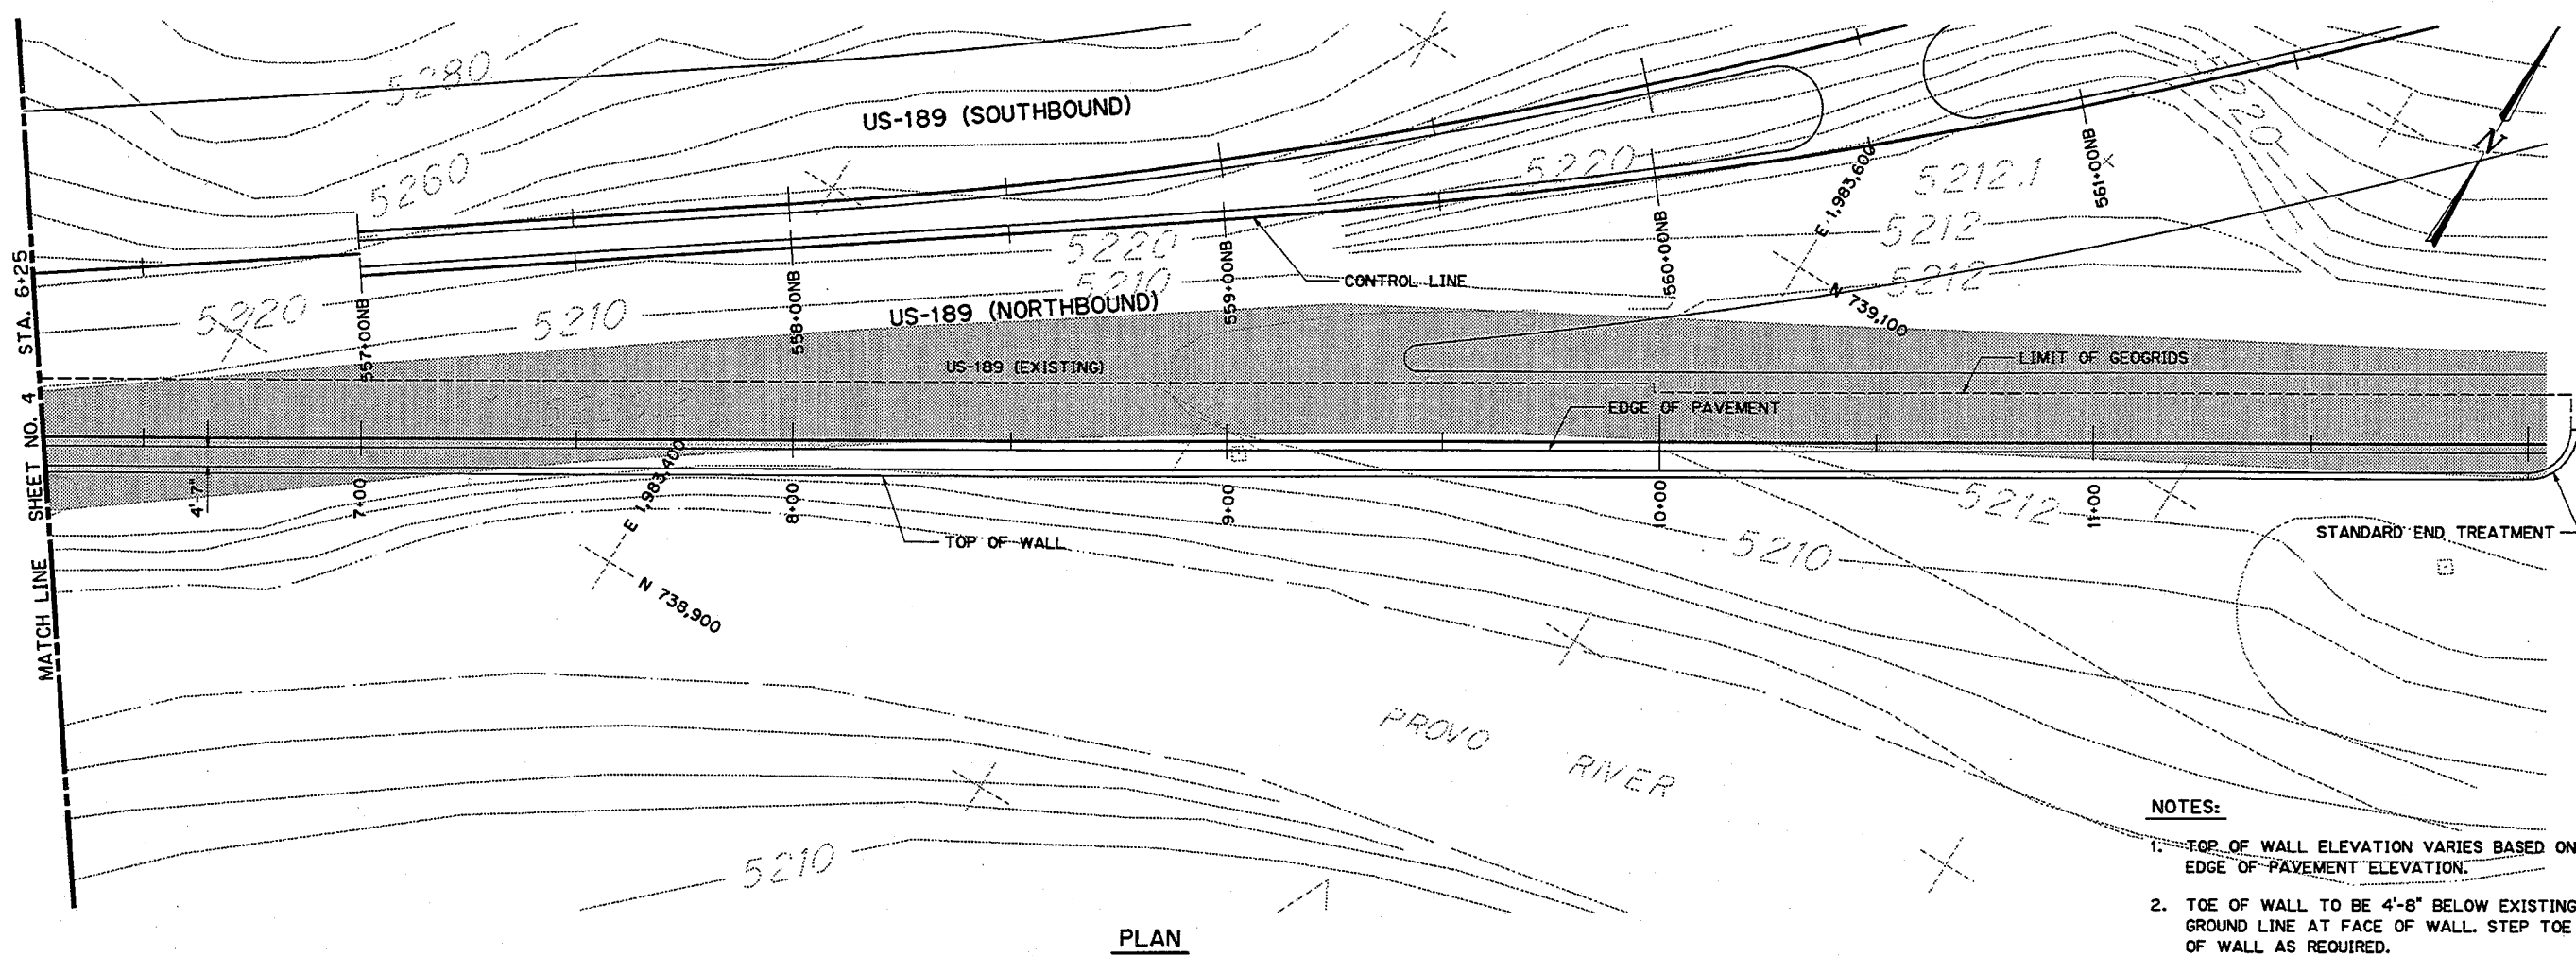 5280
US-189 (SOUTHBOUND)
5260
5220
5220
N
5212.1
5212
5212
561+00NB
E 1,983,600
560+00NB
N 739,100
5220
5210
CONTROL LINE
559+00NB
US-189 (NORTHBOUND)
558+00NB
557+00NB
5220
5210
US-189 (EXISTING)
LIMIT OF GEOGRIDS
EDGE OF PAVEMENT
MATCH LINE SHEET NO. 4 STA. 6+25
4'-7"
7+00
8+00
9+00
10+00
11+00
E 1,983,400
N 738,900
TOP OF WALL
5212
5210
STANDARD END TREATMENT
PROVO RIVER
5210
NOTES:
1. TOP OF WALL ELEVATION VARIES BASED ON
EDGE OF PAVEMENT ELEVATION.
2. TOE OF WALL TO BE 4'-8" BELOW EXISTING
GROUND LINE AT FACE OF WALL. STEP TOE
OF WALL AS REQUIRED.
PLAN